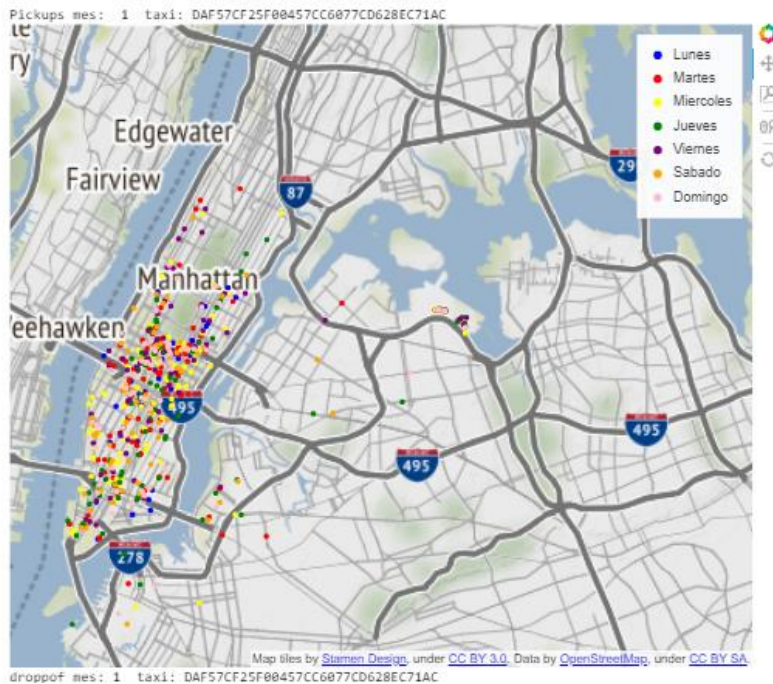 Pickups mes: 1 taxi: DAF57CF25F00457CC6077CD628EC71AC
Lunes
Martes
Miercoles
Jueves
Viernes
Sabado
Domingo
Edgewater
Fairview
87
29
Manhattan
495
495
495
278
Map tiles by Stamen Design, under CC BY 3.0. Data by OpenStreetMap, under CC BY SA.
droppof mes: 1 taxi: DAF57CF25F00457CC6077CD628EC71AC